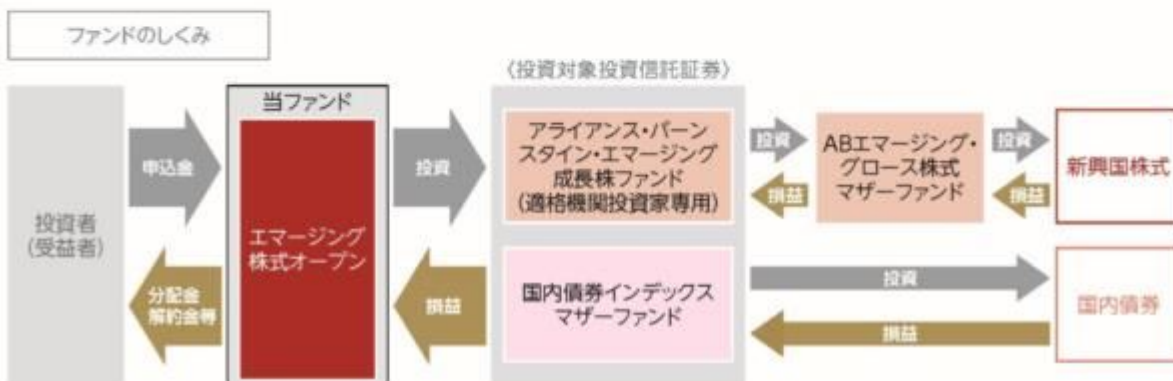 ファンドのしくみ
〈投資対象投資信託証券〉
投資者
(受益者)
申込金
分配金
解約金等
当ファンド
エマージング
株式オープン
投資
損益
アライアンス・バーン
スタイン・エマージング
成長株ファンド
(適格機関投資家専用)
国内債券インデックス
マザーファンド
投資
損益
ABエマージング・
グロース株式
マザーファンド
投資
損益
新興国株式
投資
損益
国内債券